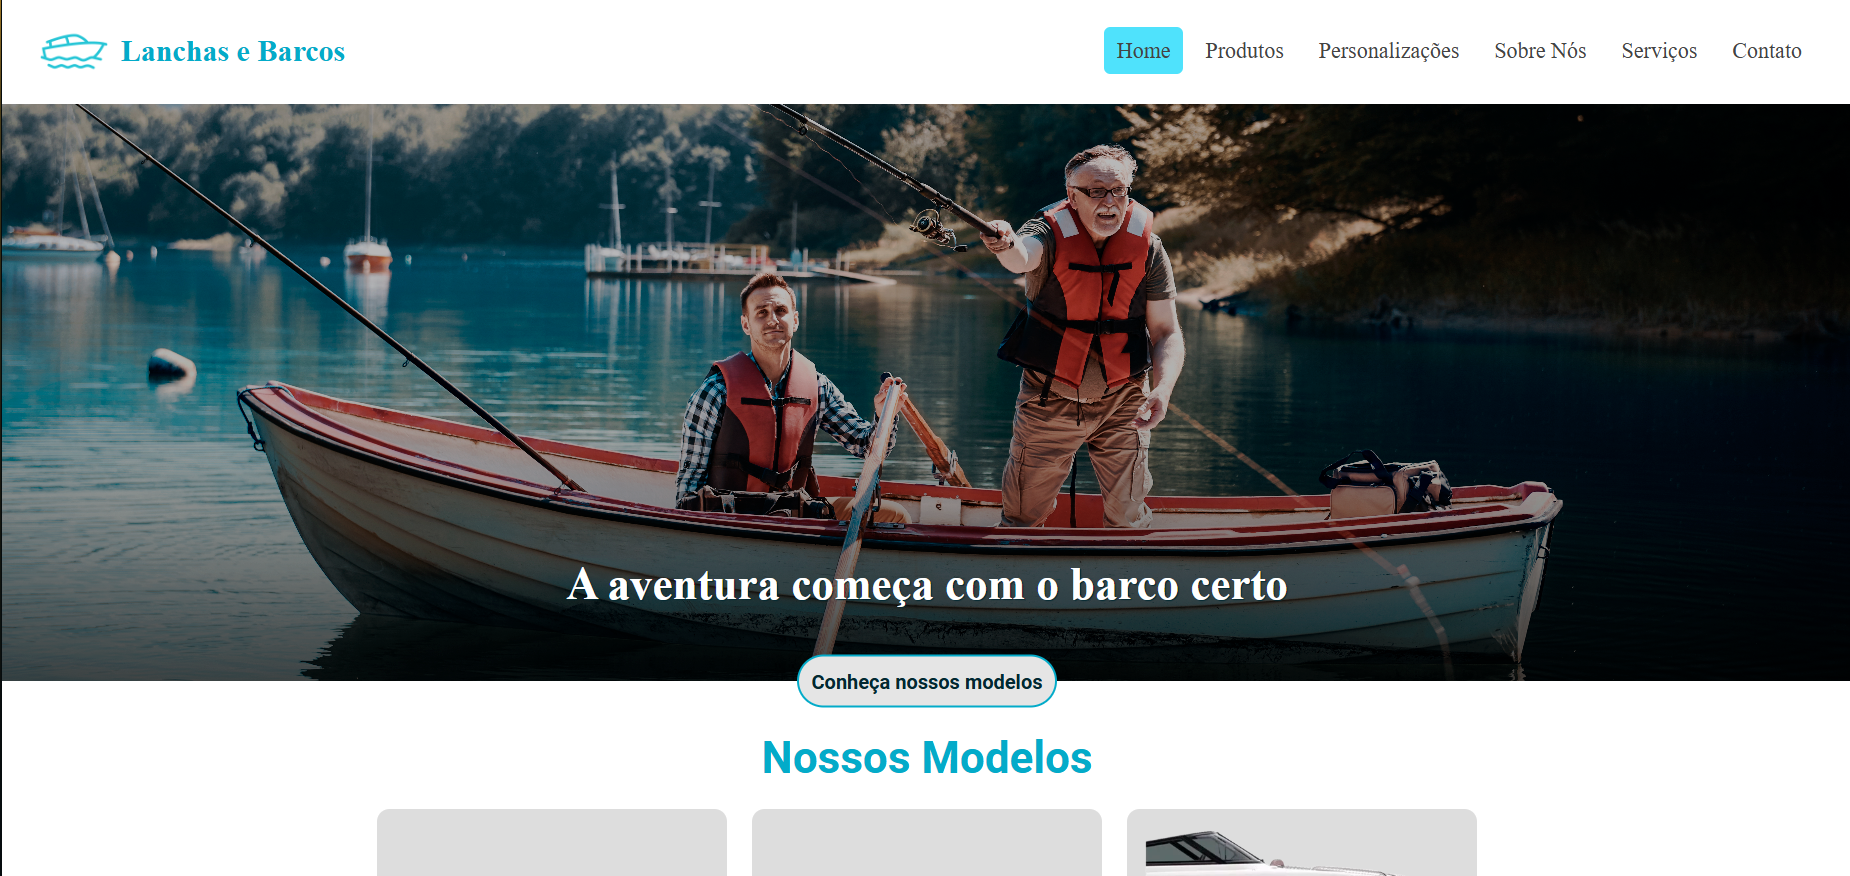 Lanchas e Barcos
Home
Produtos
Personalizações
Sobre Nós
Serviços
Contato
A aventura começa com o barco certo
Conheça nossos modelos
Nossos Modelos